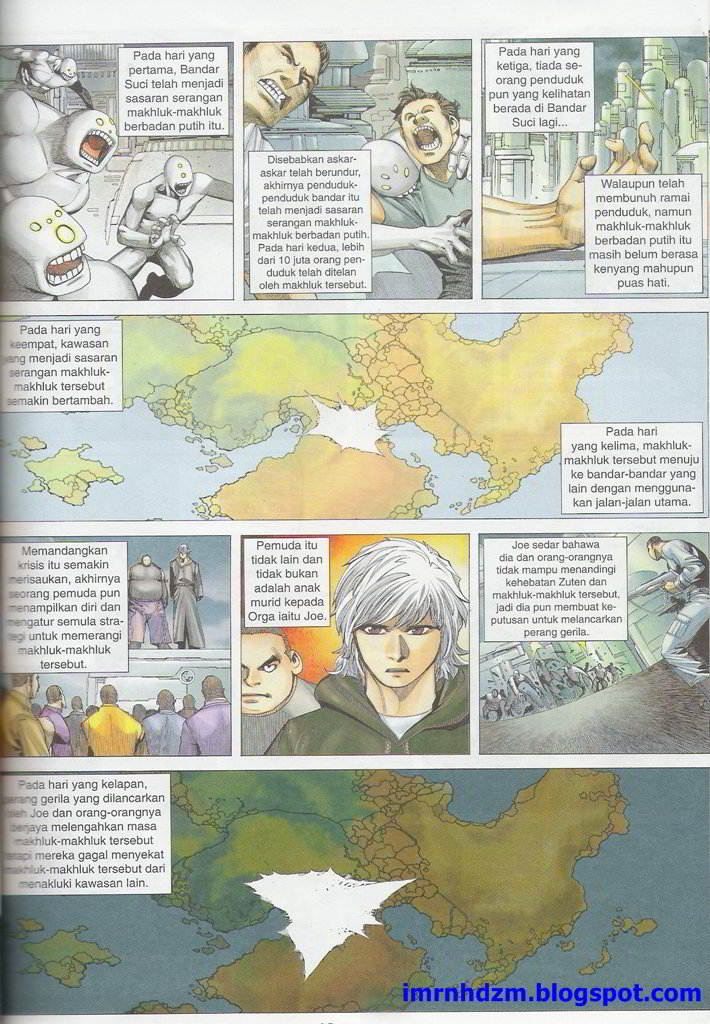 Pada hari yang
pertama, Bandar
Suci telah menjadi
sasaran serangan
makhluk-makhluk
berbadan putih itu.
Disebabkan askar-
askar telah berundur,
akhirnya penduduk-
penduduk bandar itu
telah menjadi sasaran
serangan makhluk-
makhluk berbadan putih.
Pada hari kedua, lebih
dari 10 juta orang pen-
duduk telah ditelan
oleh makhluk tersebut.
Pada hari yang
ketiga, tiada se-
orang penduduk
pun yang kelihatan
berada di Bandar
Suci lagi...
Walaupun telah
membunuh ramai
penduduk, namun
makhluk-makhluk
berbadan putih itu
masih belum berasa
kenyang mahupun
puas hati.
Pada hari yang
keempat, kawasan
yang menjadi sasaran
serangan makhluk-
makhluk tersebut
semakin bertambah.
Pada hari
yang kelima, makhluk-
makhluk tersebut menuju
ke bandar-bandar yang
lain dengan mengguna-
kan jalan-jalan utama.
Memandangkan
krisis itu semakin
merisaukan, akhirnya
seorang pemuda pun
menampilkan diri dan
mengatur semula stra-
tegi untuk memerangi
makhluk-makhluk
tersebut.
Pemuda itu
tidak lain dan
tidak bukan
adalah anak
murid kepada
Orga iaitu Joe.
Joe sedar bahawa
dia dan orang-orangnya
tidak mampu menandingi
kehebatan Zuten dan
makhluk-makhluk tersebut,
jadi dia pun membuat ke-
putusan untuk melancarkan
perang gerila.
Pada hari yang kelapan,
perang gerila yang dilancarkan
oleh Joe dan orang-orangnya
berjaya melengahkan masa
makhluk-makhluk tersebut
tetapi mereka gagal menyekat
makhluk-makhluk tersebut dari
menakluki kawasan lain.
imrnhdzm.blogspot.com